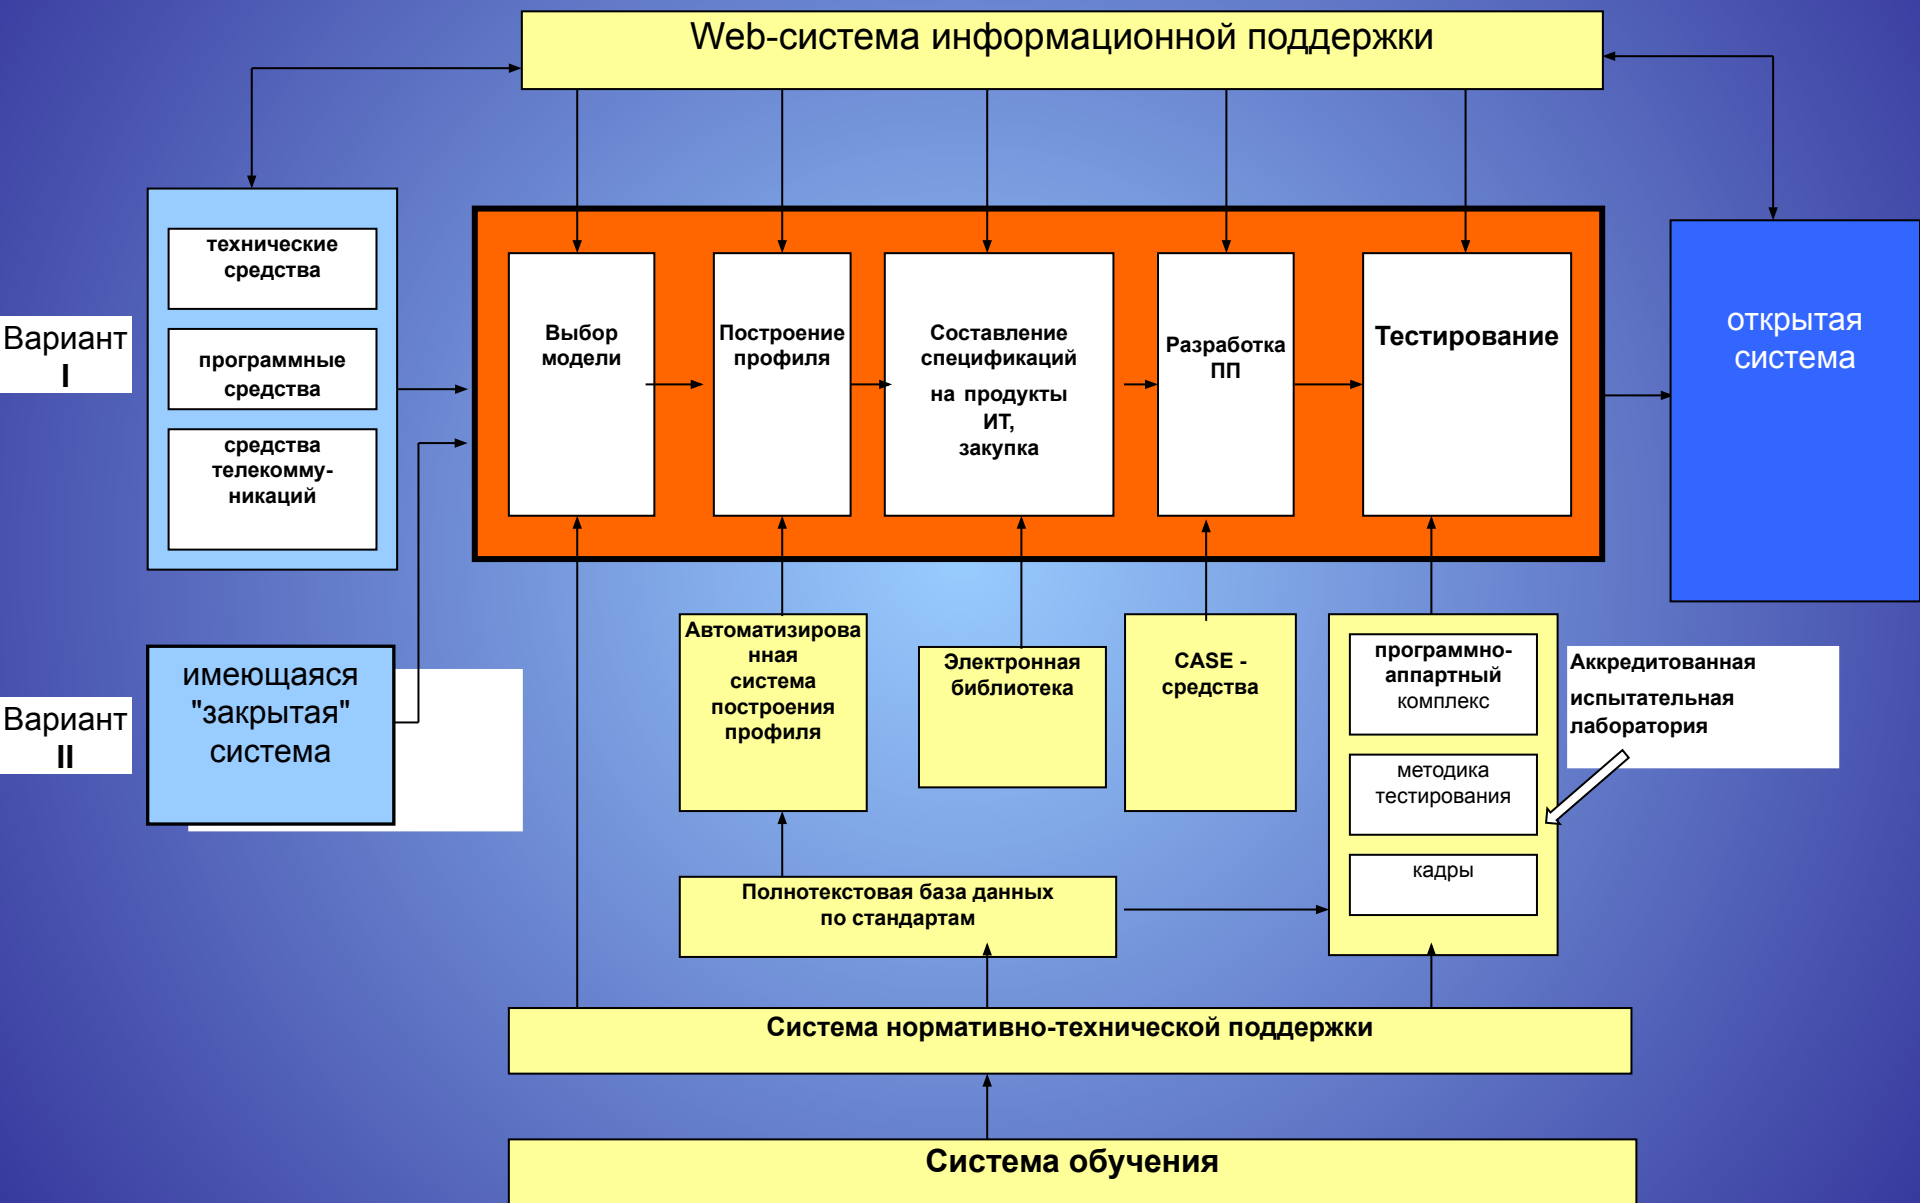 Web-система информационной поддержки
технические
средства
программные
средства
средства
телекомму-
никаций
Вариант
I
Выбор
модели
Построение
профиля
Составление
спецификаций
на продукты
ИТ,
закупка
Разработка
ПП
Тестирование
открытая
система
Вариант
II
имеющаяся
"закрытая"
система
Автоматизирова
нная
система
построения
профиля
Электронная
библиотека
CASE -
средства
программно-
аппартный
комплекс
методика
тестирования
кадры
Аккредитованная
испытательная
лаборатория
Полнотекстовая база данных
по стандартам
Система нормативно-технической поддержки
Система обучения